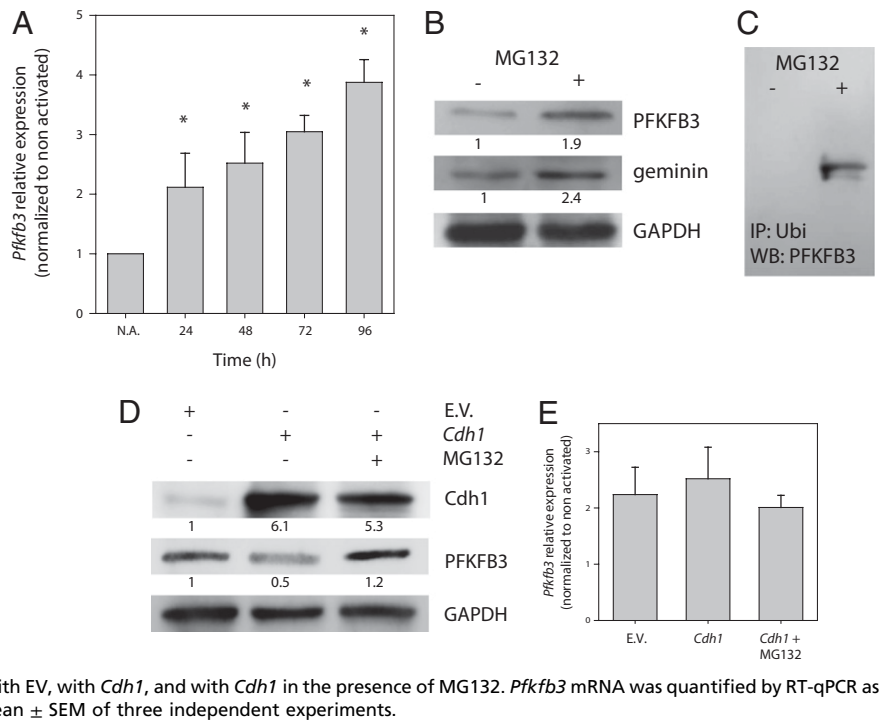 A
Pfkfb3 relative expression
(normalized to non activated)
5
4
3
2
1
0
* * * *
N.A. 24 48 72 96
Time (h)
B
MG132
- +
PFKFB3
1 1.9
geminin
1 2.4
GAPDH
C
MG132
- +
IP: Ubi
WB: PFKFB3
D
+ - - E.V.
- + + Cdh1
- - + MG132
Cdh1
1 6.1 5.3
PFKFB3
1 0.5 1.2
GAPDH
E
Pfkfb3 relative expression
(normalized to non activated)
3
2
1
0
E.V. Cdh1 Cdh1 +
MG132
ith EV, with Cdh1, and with Cdh1 in the presence of MG132. Pfkfb3 mRNA was quantified by RT-qPCR as
ean ± SEM of three independent experiments.